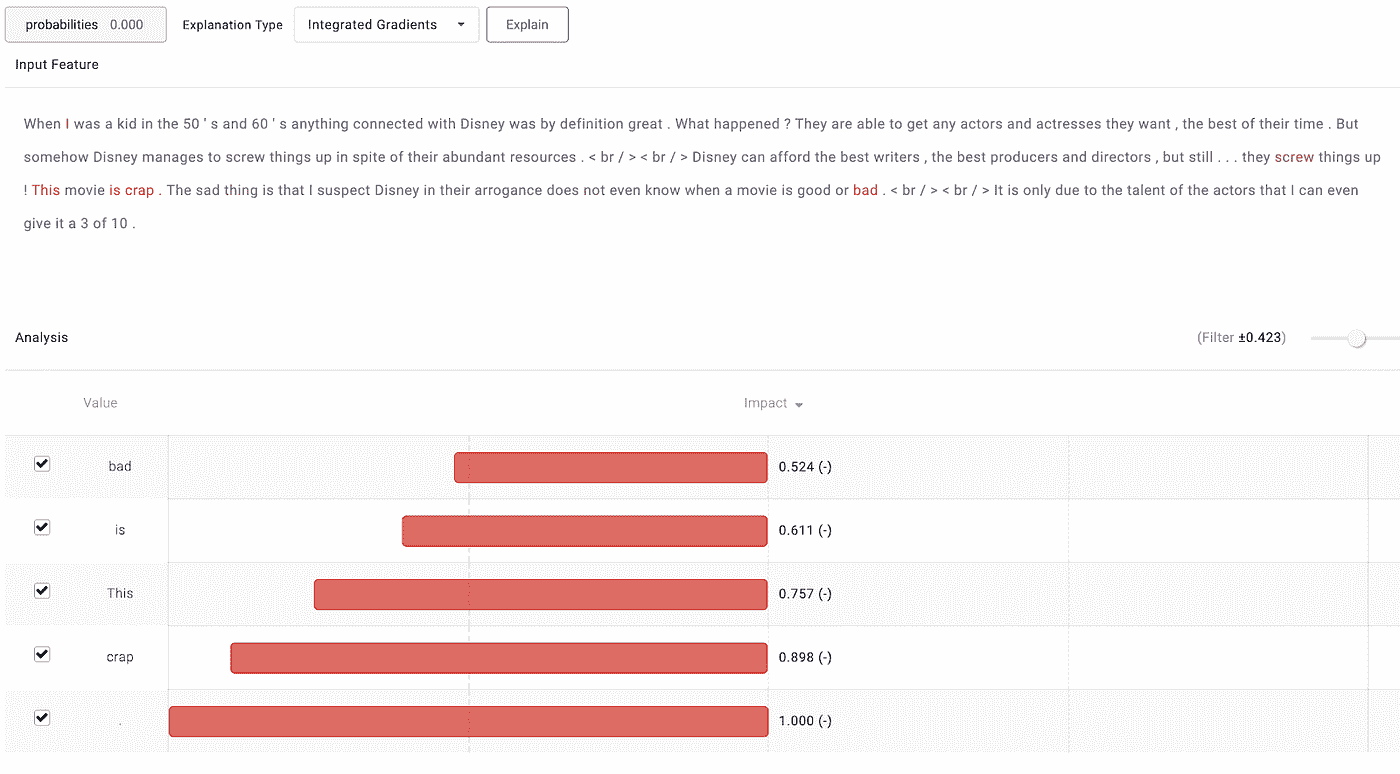 probabilities 0.000 Explanation Type Integrated Gradients Explain
Input Feature
When I was a kid in the 50 ' s and 60 ' s anything connected with Disney was by definition great . What happened ? They are able to get any actors and actresses they want , the best of their time . But
somehow Disney manages to screw things up in spite of their abundant resources . < br / > < br / > Disney can afford the best writers , the best producers and directors , but still . . . they screw things up
! This movie is crap . The sad thing is that I suspect Disney in their arrogance does not even know when a movie is good or bad . < br / > < br / > It is only due to the talent of the actors that I can even
give it a 3 of 10 .
Analysis (Filter ±0.423)
Value Impact
bad 0.524 (-)
is 0.611 (-)
This 0.757 (-)
crap 0.898 (-)
. 1.000 (-)